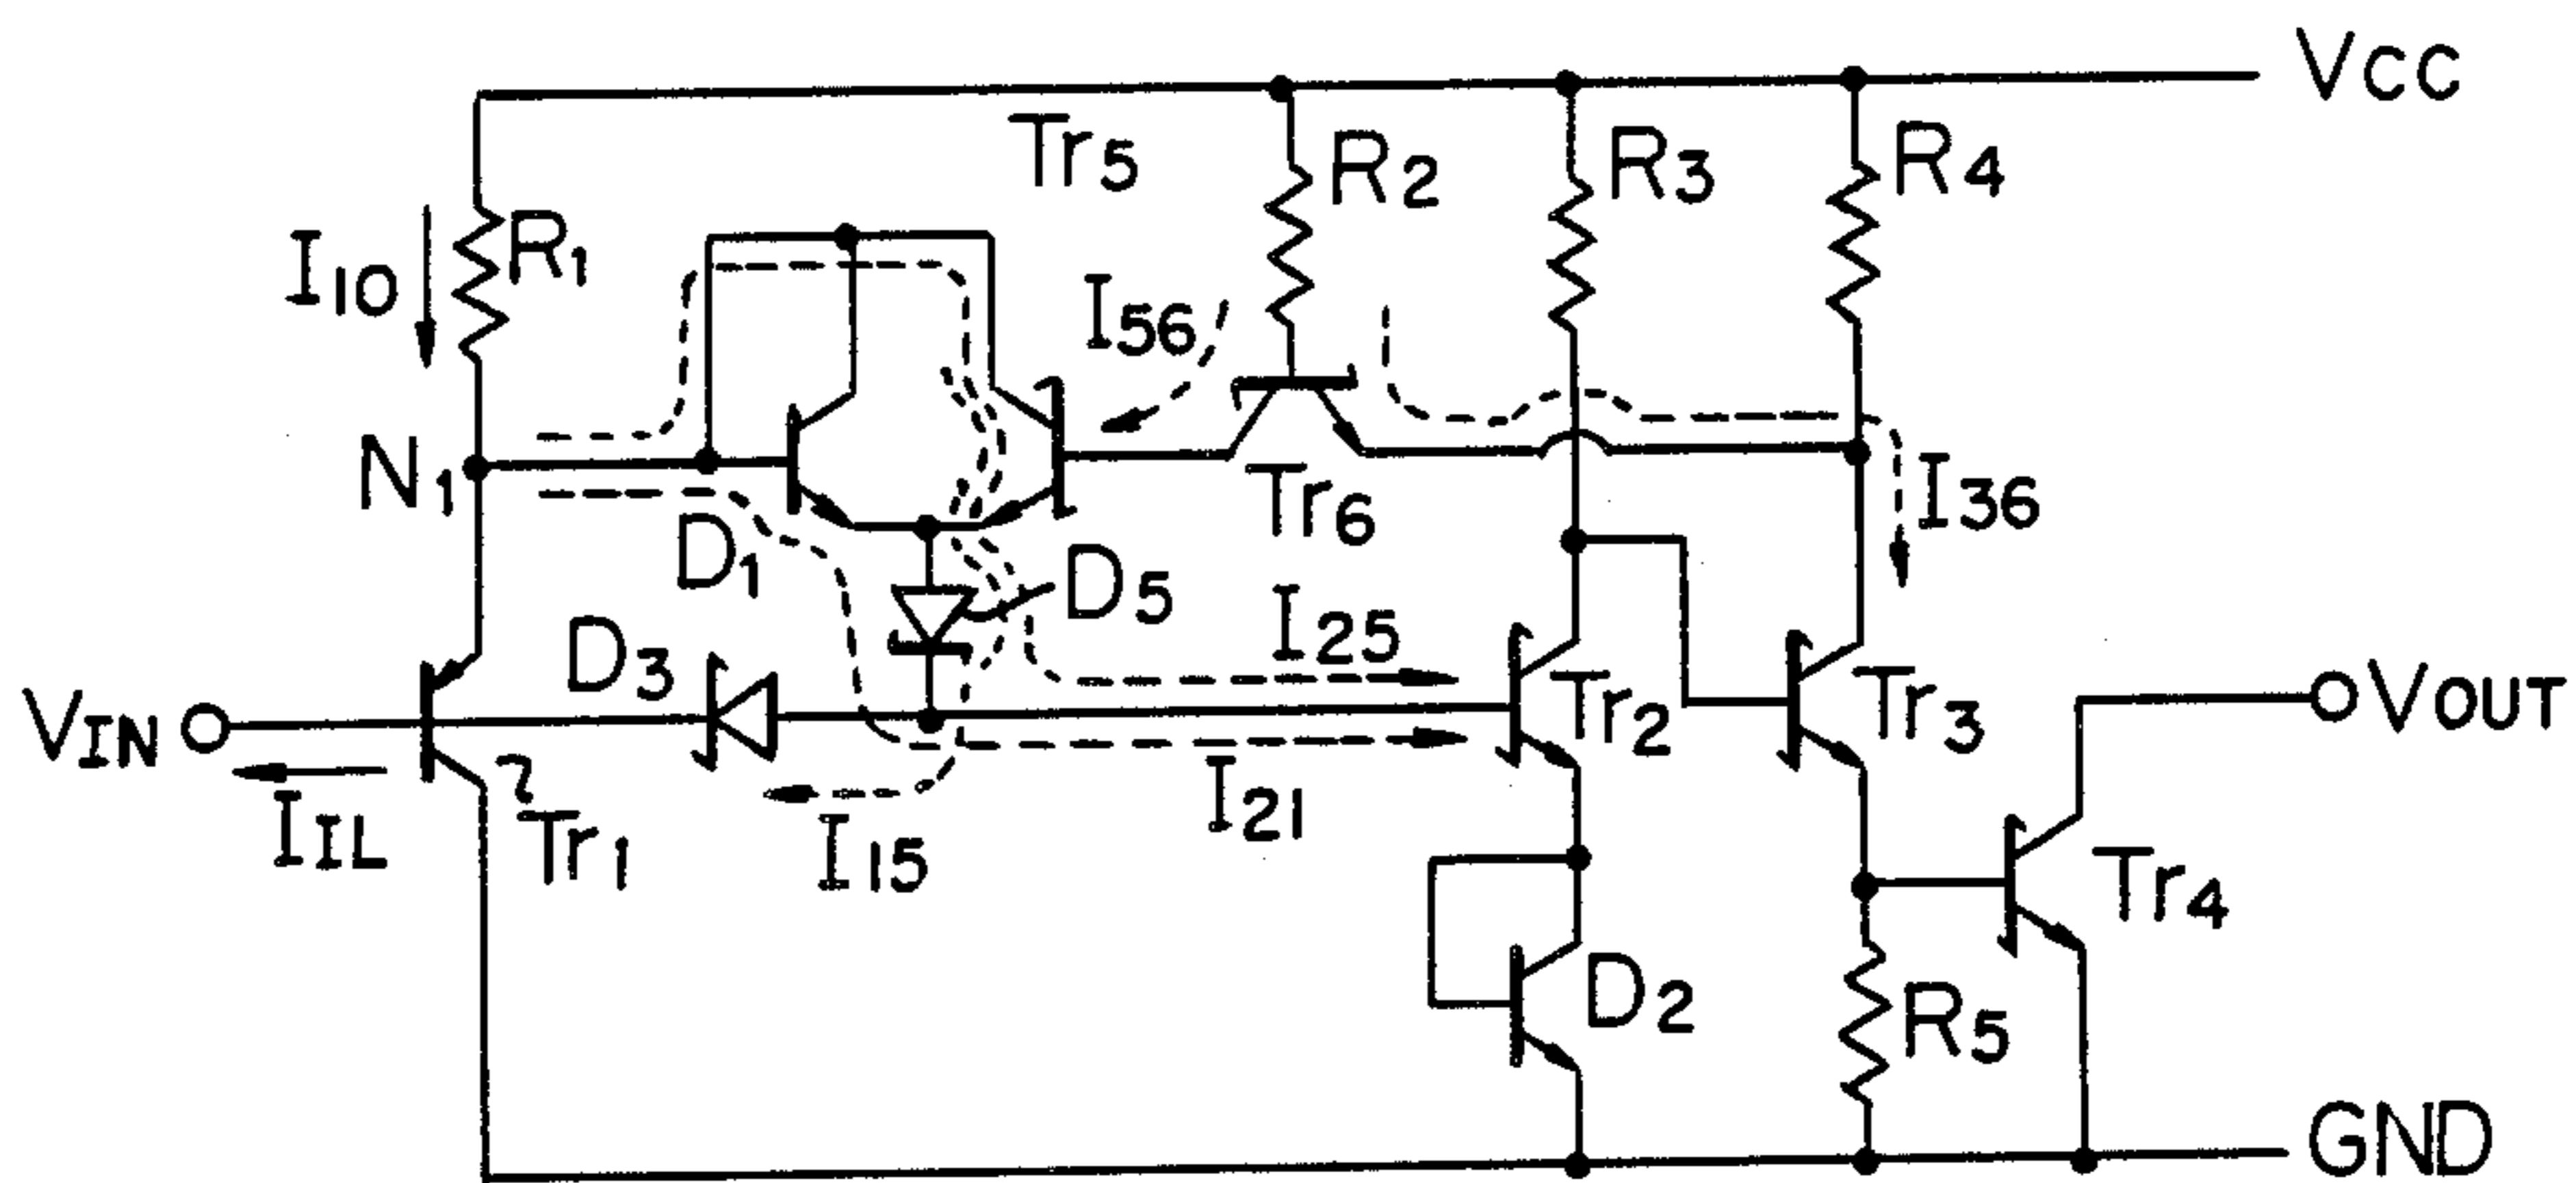 VCC
Tr5
R2
R3
R4
I10
R1
I56
N1
D1
Tr6
I36
D5
I25
D3
VIN
Tr2
Tr3
VOUT
IIL
Tr1
I15
I21
Tr4
D2
R5
GND